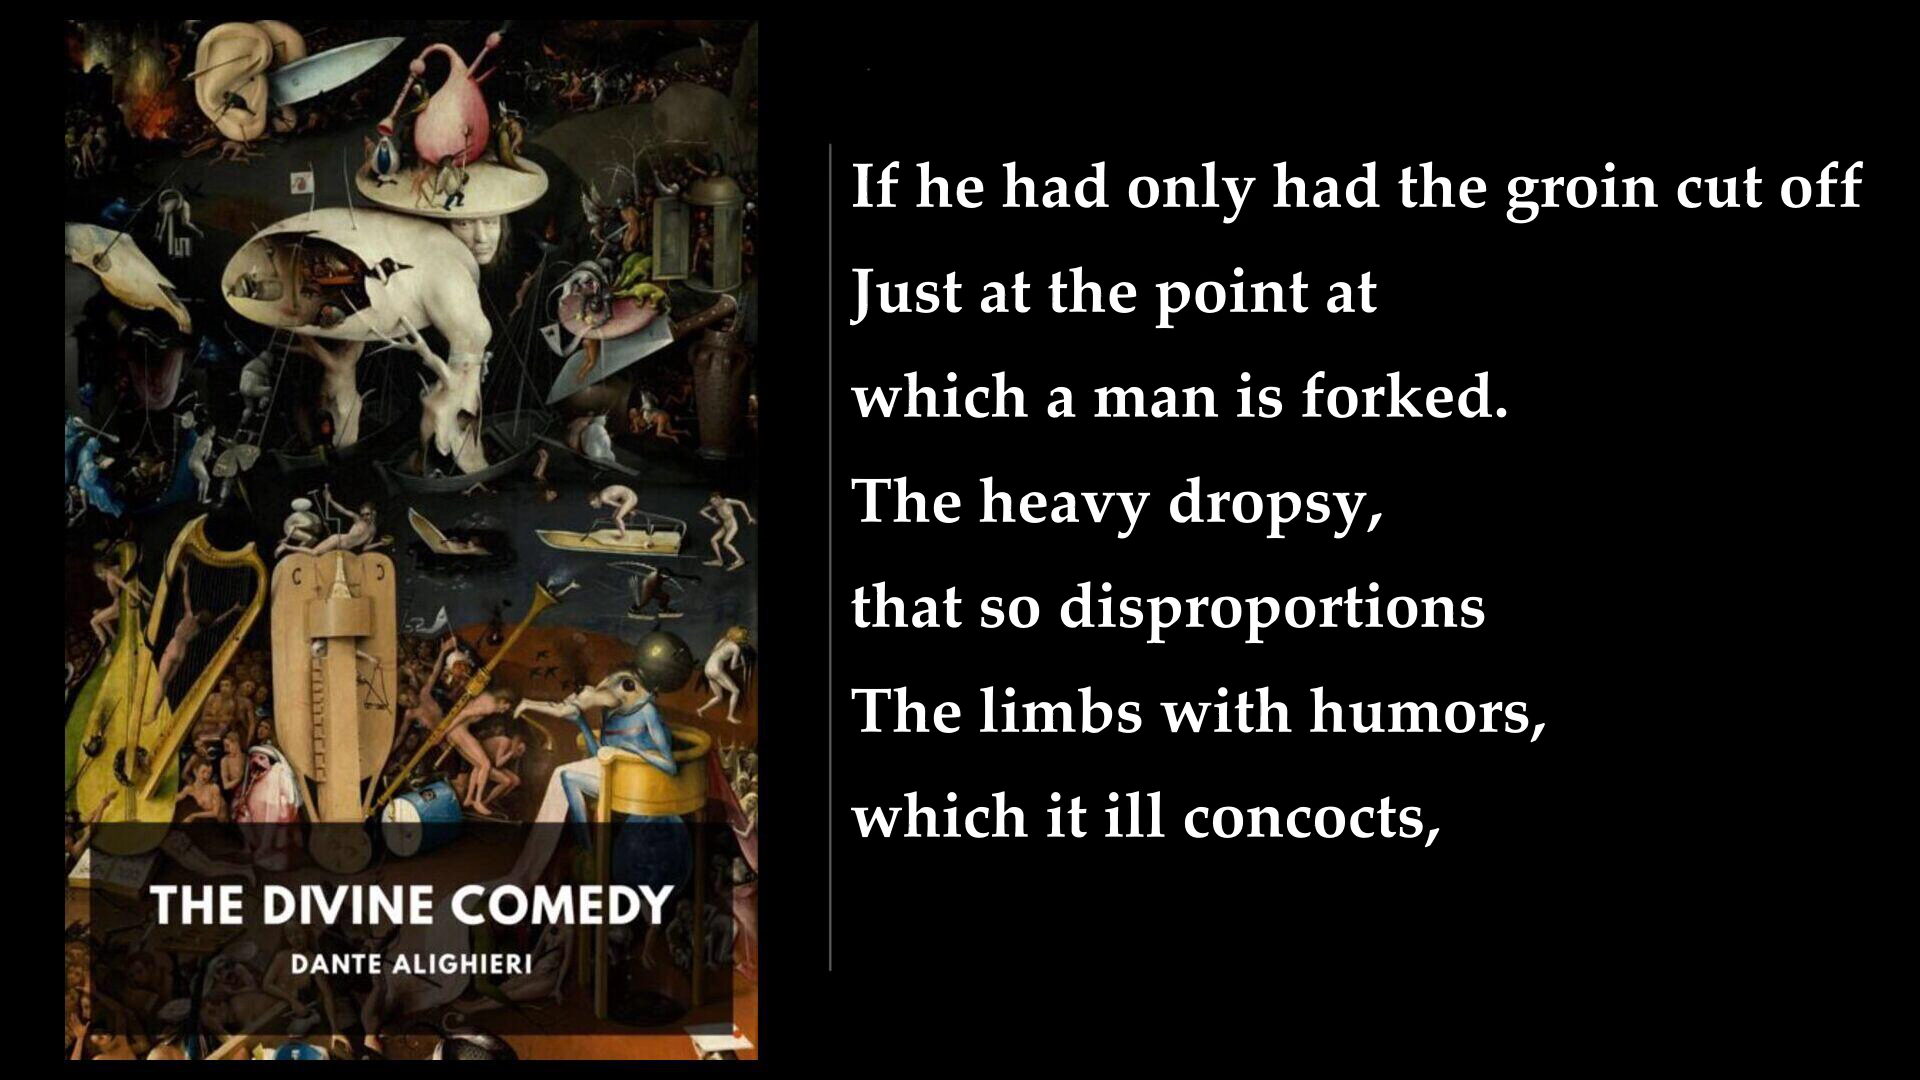 If he had only had the groin cut off
Just at the point at
which a man is forked.
The heavy dropsy,
that so disproportions
The limbs with humors,
which it ill concocts,
THE DIVINE COMEDY
DANTE ALIGHIERI